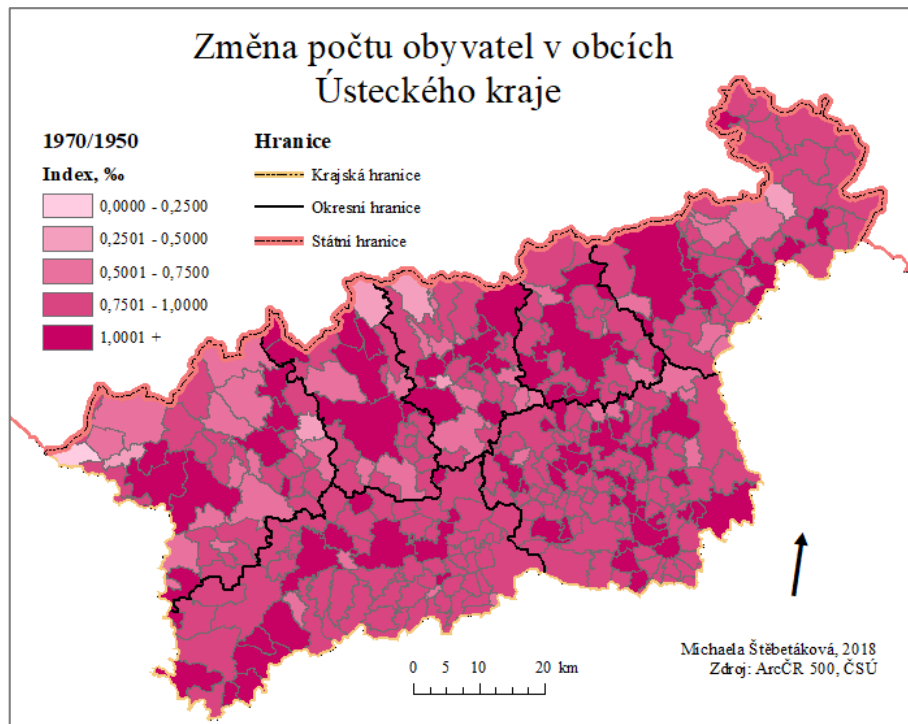 Změna počtu obyvatel v obcích
Ústeckého kraje
1970/1950
Index, ‰
0,0000 - 0,2500
0,2501 - 0,5000
0,5001 - 0,7500
0,7501 - 1,0000
1,0001 +
Hranice
Krajská hranice
Okresní hranice
Státní hranice
0 5 10 20 km
Michaela Štěbetáková, 2018
Zdroj: ArcČR 500, ČSÚ